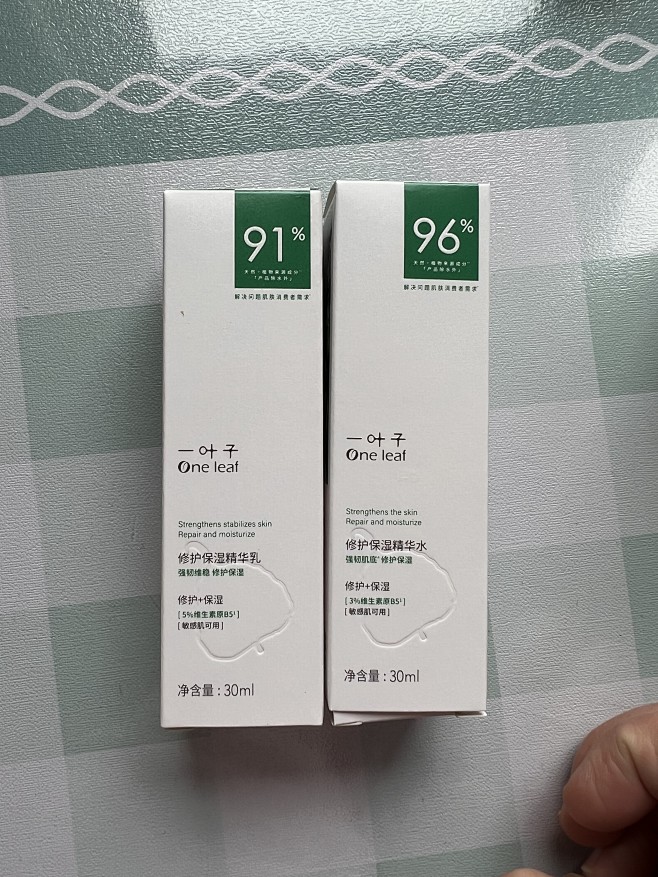 91%
天然·植物来源成分
「产品除水外」
解决问题肌肤消费者需求
一叶子
One leaf
Strengthens stabilizes skin
Repair and moisturize
修护保湿精华乳
强韧维稳 修护保湿
修护+保湿
[5%维生素原B5¹]
[敏感肌可用]
净含量:30ml
96%
天然·植物来源成分
「产品除水外」
解决问题肌肤消费者需求
一叶子
One leaf
Strengthens the skin
Repair and moisturize
修护保湿精华水
强韧肌底 修护保湿
修护+保湿
[3%维生素原B5¹]
[敏感肌可用]
净含量:30ml